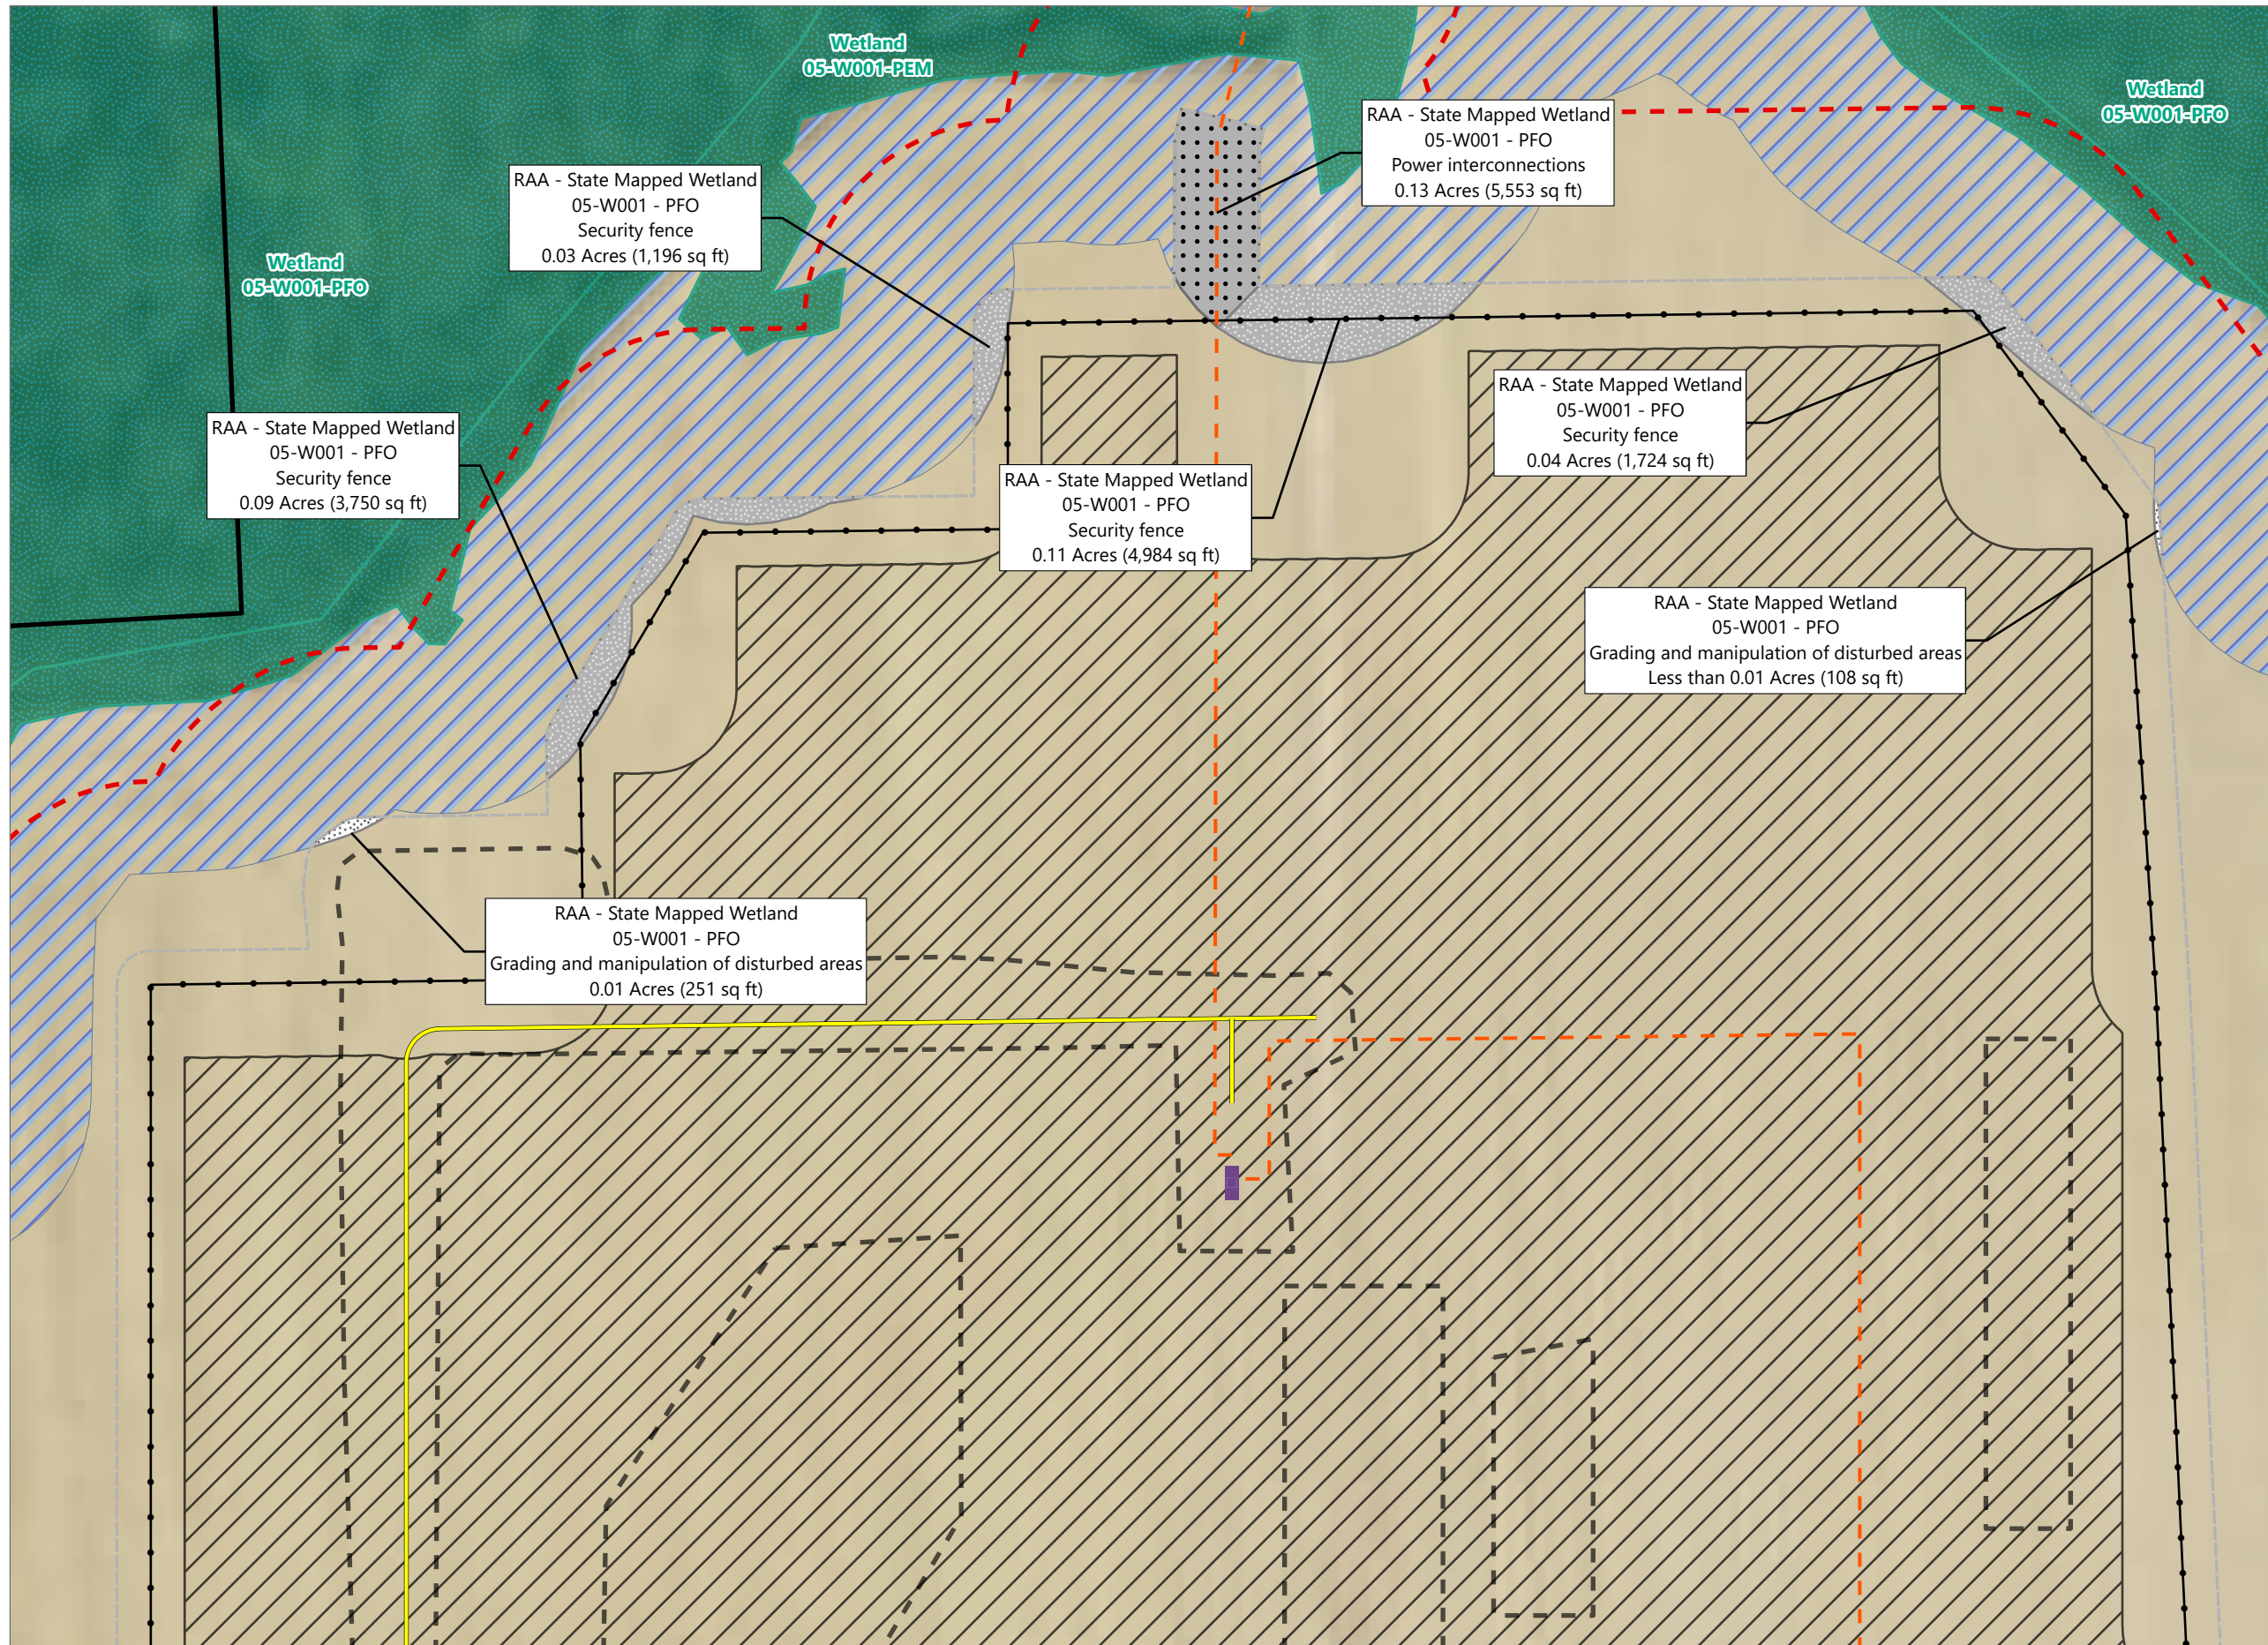 Wetland
05-W001-PEM
Wetland
05-W001-PFO
RAA - State Mapped Wetland
05-W001 - PFO
Power interconnections
0.13 Acres (5,553 sq ft)
RAA - State Mapped Wetland
05-W001 - PFO
Security fence
0.03 Acres (1,196 sq ft)
Wetland
05-W001-PFO
RAA - State Mapped Wetland
05-W001 - PFO
Security fence
0.04 Acres (1,724 sq ft)
RAA - State Mapped Wetland
05-W001 - PFO
Security fence
0.09 Acres (3,750 sq ft)
RAA - State Mapped Wetland
05-W001 - PFO
Security fence
0.11 Acres (4,984 sq ft)
RAA - State Mapped Wetland
05-W001 - PFO
Grading and manipulation of disturbed areas
Less than 0.01 Acres (108 sq ft)
RAA - State Mapped Wetland
05-W001 - PFO
Grading and manipulation of disturbed areas
0.01 Acres (251 sq ft)